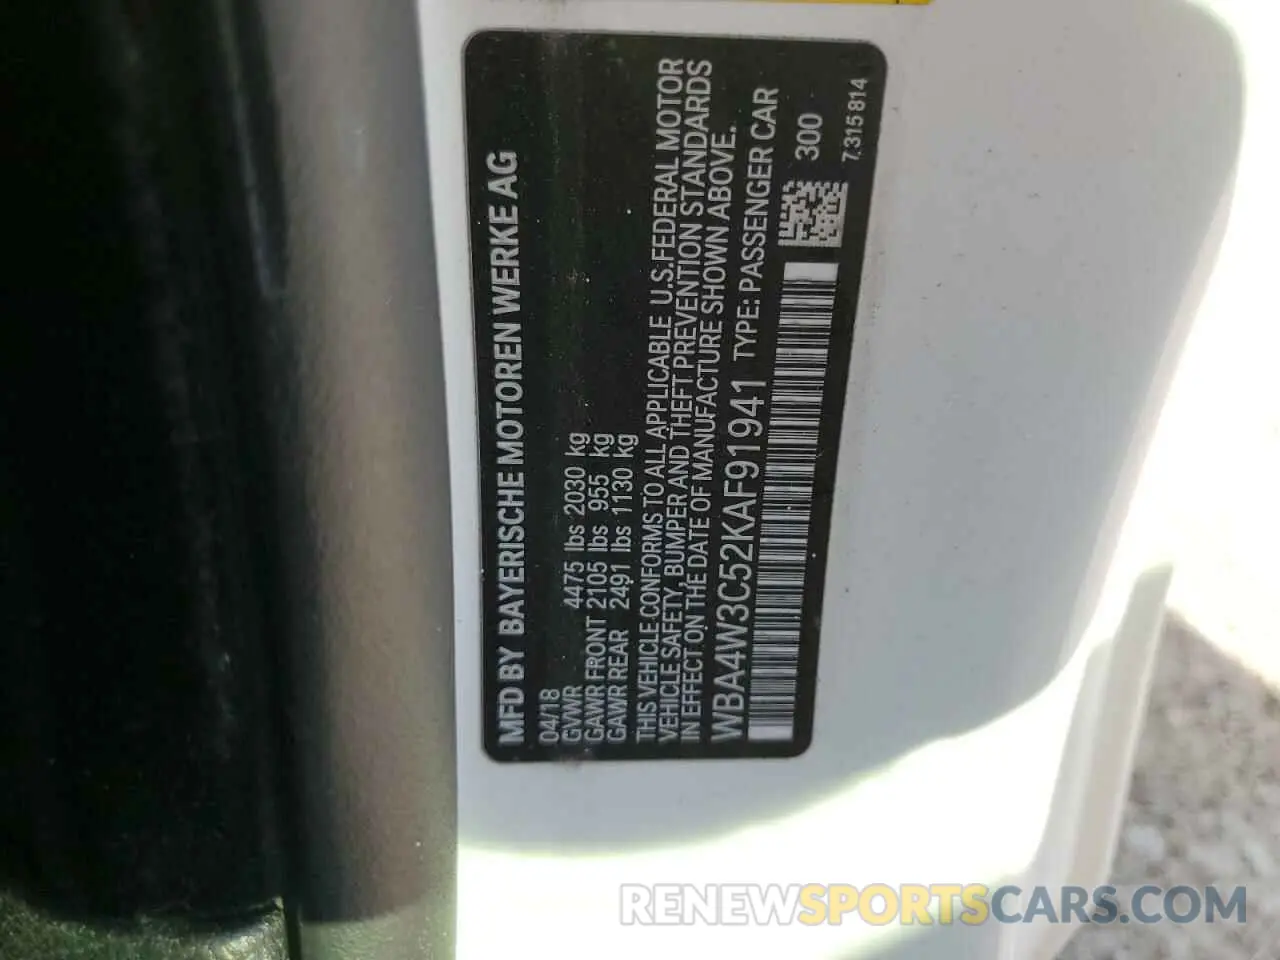 MFD BY BAYERISCHE MOTOREN WERKE AG
04/18
GVWR 4475 lbs 2030 kg
GAWR FRONT 2105 lbs 955 kg
GAWR REAR 2491 lbs 1130 kg
THIS VEHICLE CONFORMS TO ALL APPLICABLE U.S.FEDERAL MOTOR
VEHICLE SAFETY, BUMPER AND THEFT PREVENTION STANDARDS
IN EFFECT ON THE DATE OF MANUFACTURE SHOWN ABOVE.
WBA4W3C52KAF91941 TYPE: PASSENGER CAR
300
7.315 814
RENEWSPORTSCARS.COM